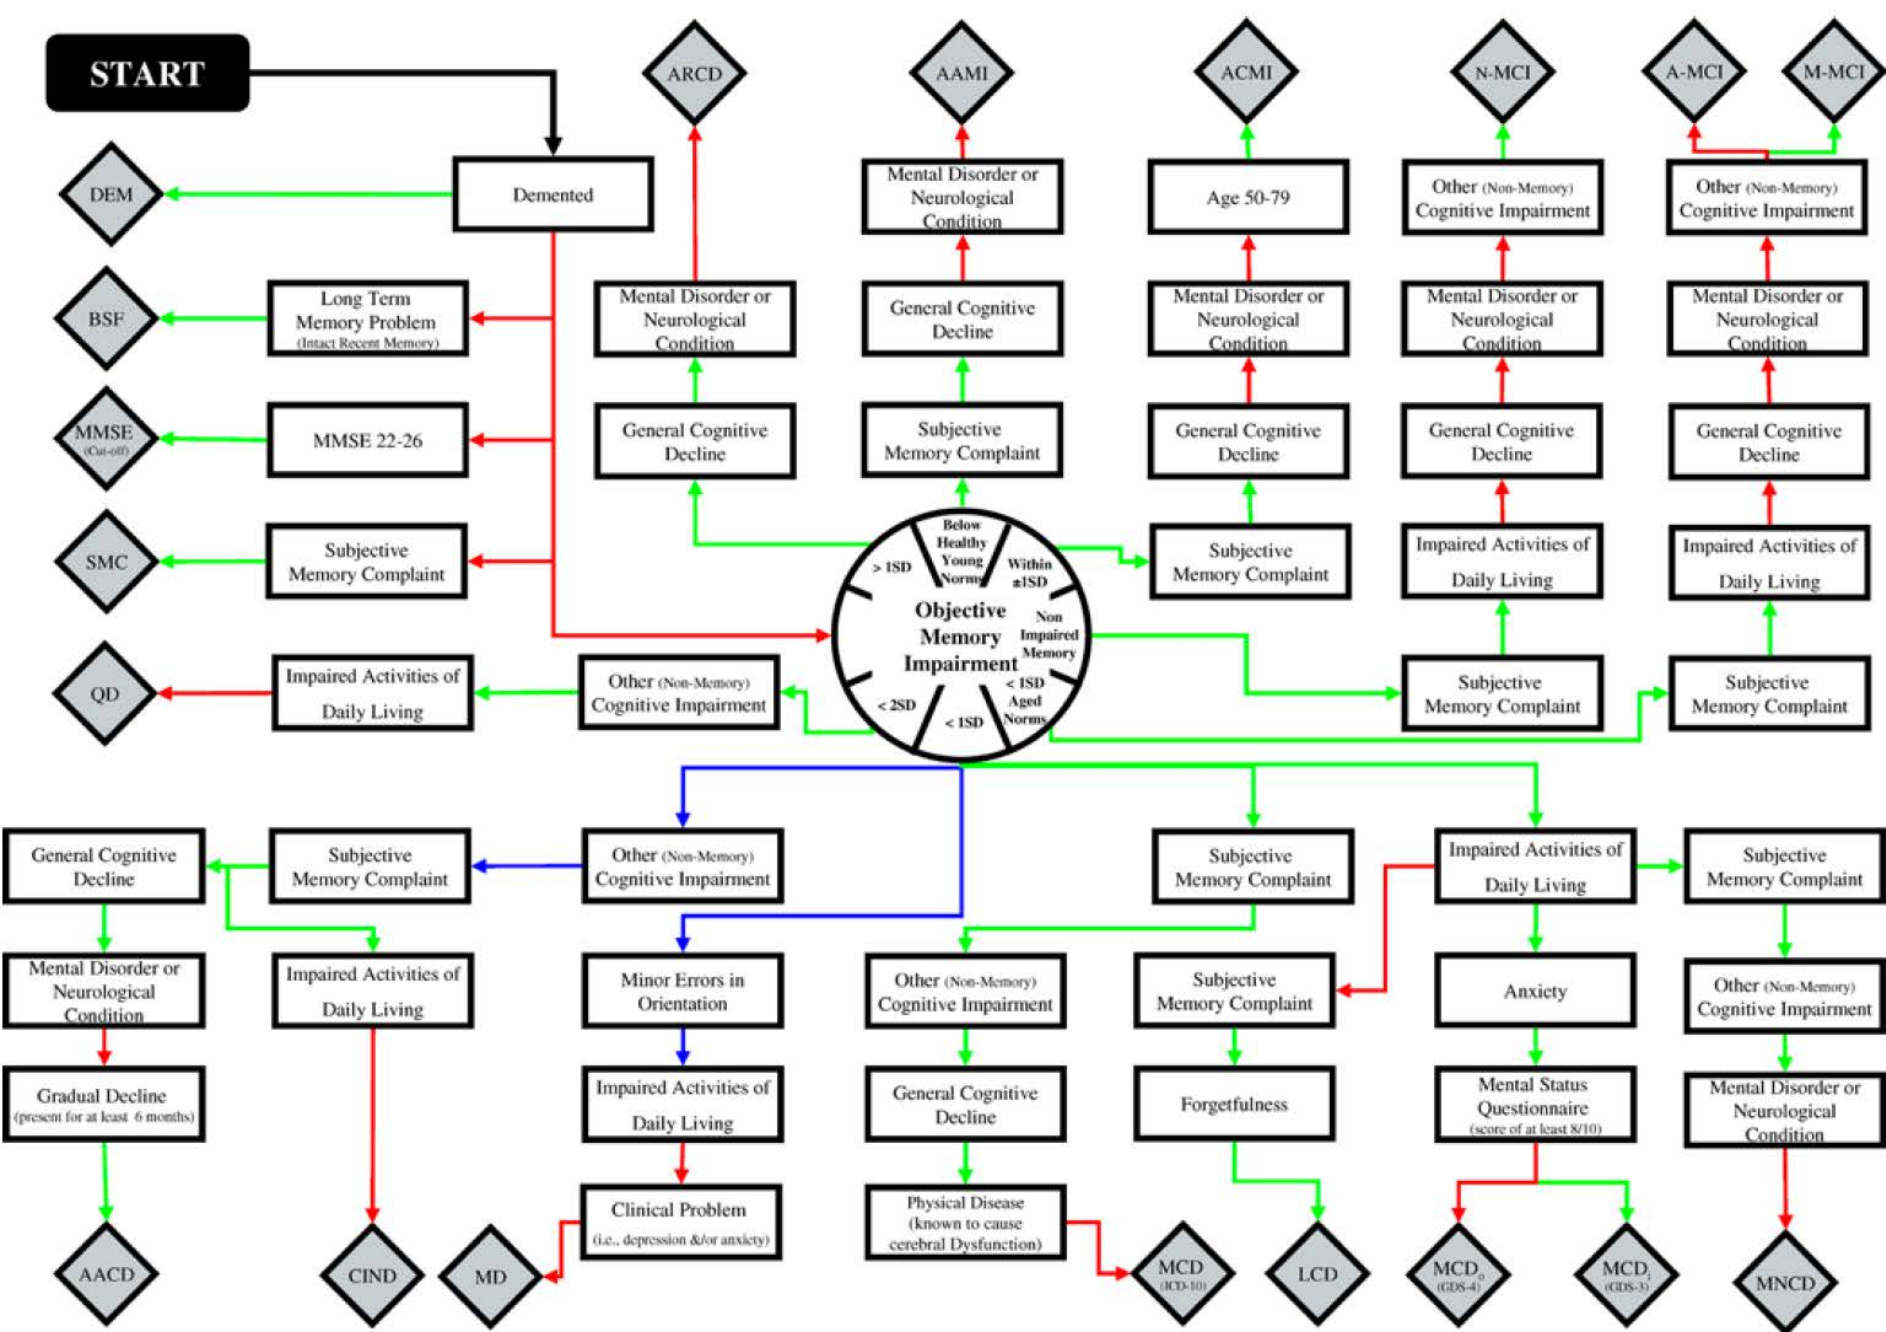 START
ARCD
AAMI
ACMI
N-MCI
A-MCI
M-MCI
DEM
Demented
Mental Disorder or
Neurological
Condition
Age 50-79
Other (Non-Memory)
Cognitive Impairment
Other (Non-Memory)
Cognitive Impairment
BSF
Long Term
Memory Problem
(Intact Recent Memory)
Mental Disorder or
Neurological
Condition
General Cognitive
Decline
Mental Disorder or
Neurological
Condition
Mental Disorder or
Neurological
Condition
Mental Disorder or
Neurological
Condition
MMSE
(Cut-off)
MMSE 22-26
General Cognitive
Decline
Subjective
Memory Complaint
General Cognitive
Decline
General Cognitive
Decline
General Cognitive
Decline
SMC
Subjective
Memory Complaint
> 1SD
Below
Healthy
Young
Norms
Within
±1SD
Subjective
Memory Complaint
Impaired Activities of
Daily Living
Impaired Activities of
Daily Living
Objective
Memory
Impairment
Non
Impaired
Memory
QD
Impaired Activities of
Daily Living
Other (Non-Memory)
Cognitive Impairment
< 2SD
< 1SD
< 1SD
Aged
Norms
Subjective
Memory Complaint
Subjective
Memory Complaint
General Cognitive
Decline
Subjective
Memory Complaint
Other (Non-Memory)
Cognitive Impairment
Subjective
Memory Complaint
Impaired Activities of
Daily Living
Subjective
Memory Complaint
Mental Disorder or
Neurological
Condition
Impaired Activities of
Daily Living
Minor Errors in
Orientation
Other (Non-Memory)
Cognitive Impairment
Subjective
Memory Complaint
Anxiety
Other (Non-Memory)
Cognitive Impairment
Gradual Decline
(present for at least 6 months)
Impaired Activities of
Daily Living
General Cognitive
Decline
Forgetfulness
Mental Status
Questionnaire
(score of at least 8/10)
Mental Disorder or
Neurological
Condition
Clinical Problem
(i.e., depression &/or anxiety)
Physical Disease
(known to cause
cerebral Dysfunction)
AACD
CIND
MD
MCD
(ICD-10)
LCD
MCDo
(GDS-4)
MCDi
(GDS-3)
MNCD